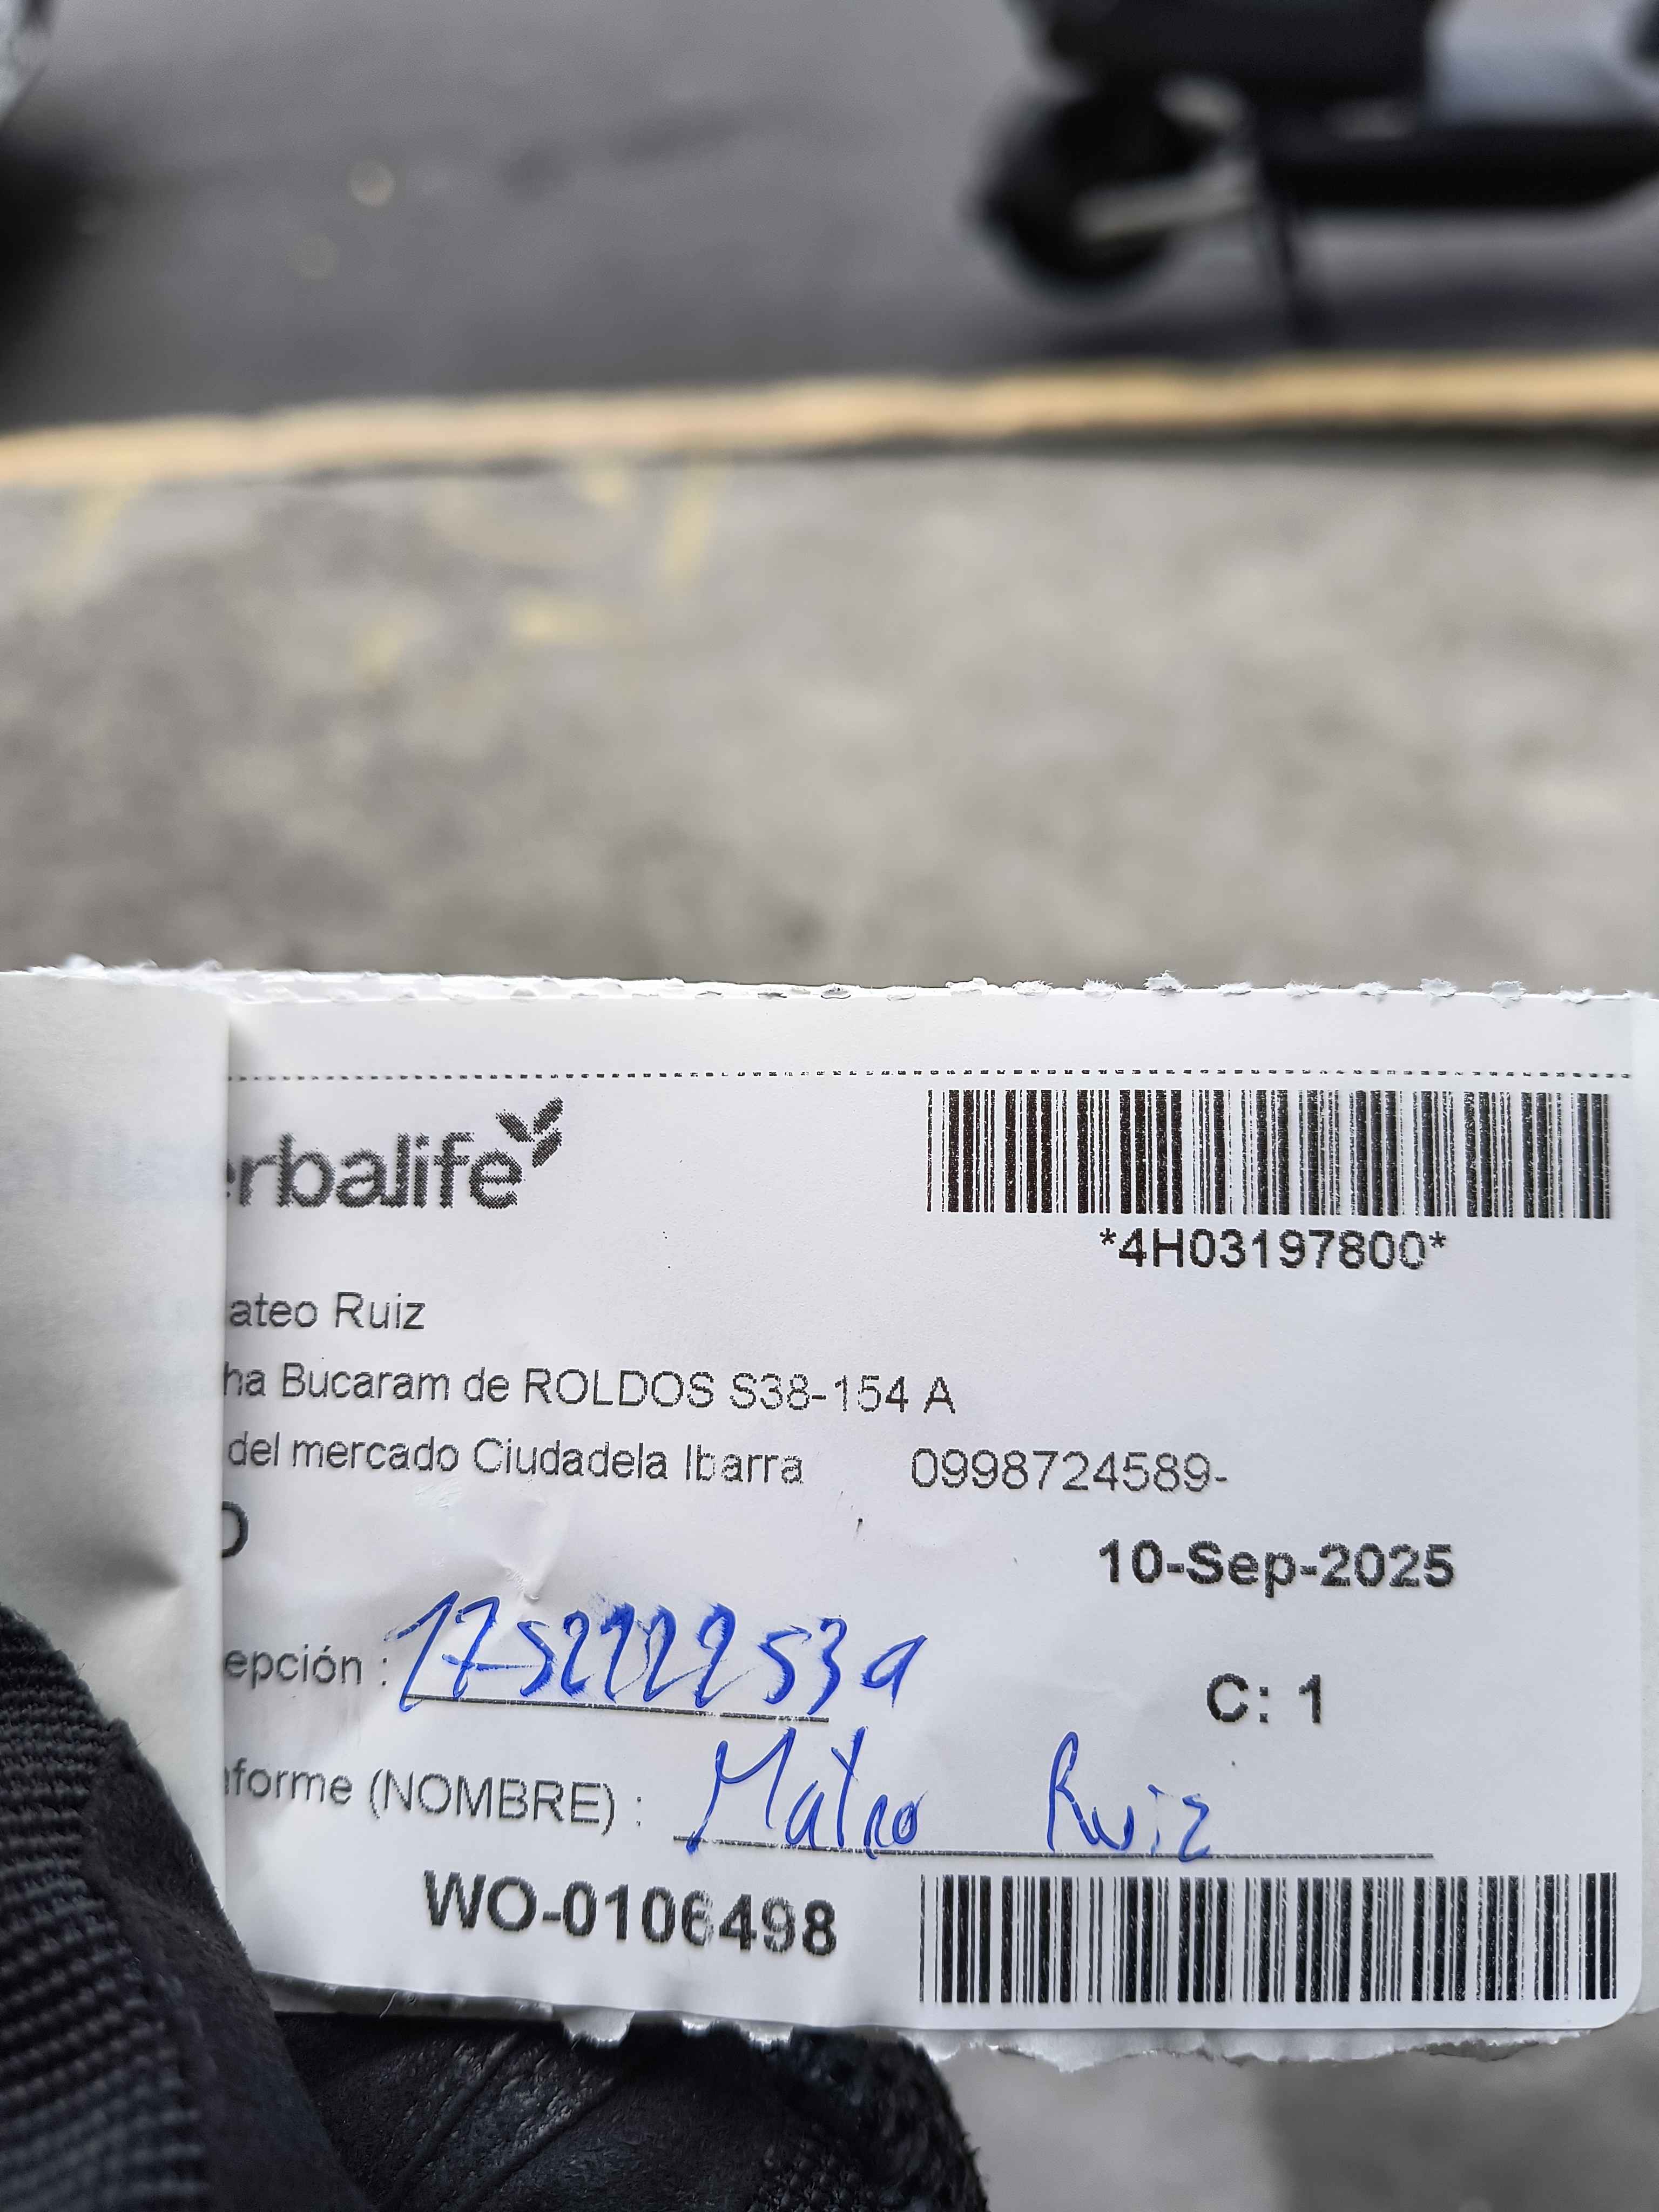 erbalife
*4H03197800*
ateo Ruiz
ha Bucaram de ROLDOS S38-154 A
del mercado Ciudadela Ibarra 0998724589-
O
10-Sep-2025
epción :
C: 1
nforme (NOMBRE) : Mateo Ruiz
WO-0106498